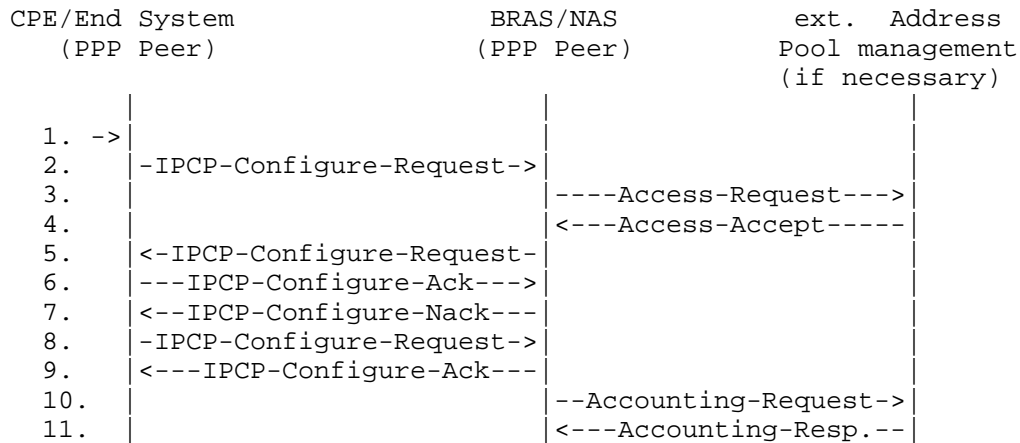 CPE/End System                 BRAS/NAS            ext.  Address
   (PPP Peer)                 (PPP Peer)         Pool management
                                                 (if necessary)
        |                          |                      |
  1. ->|                          |                      |
  2.   |-IPCP-Configure-Request->|                      |
  3.   |                          |----Access-Request--->|
  4.   |                          |<---Access-Accept-----|
  5.   |<-IPCP-Configure-Request-|                      |
  6.   |---IPCP-Configure-Ack--->|                      |
  7.   |<--IPCP-Configure-Nack---|                      |
  8.   |-IPCP-Configure-Request->|                      |
  9.   |<---IPCP-Configure-Ack---|                      |
  10.  |                          |--Accounting-Request->|
  11.  |                          |<---Accounting-Resp.--|